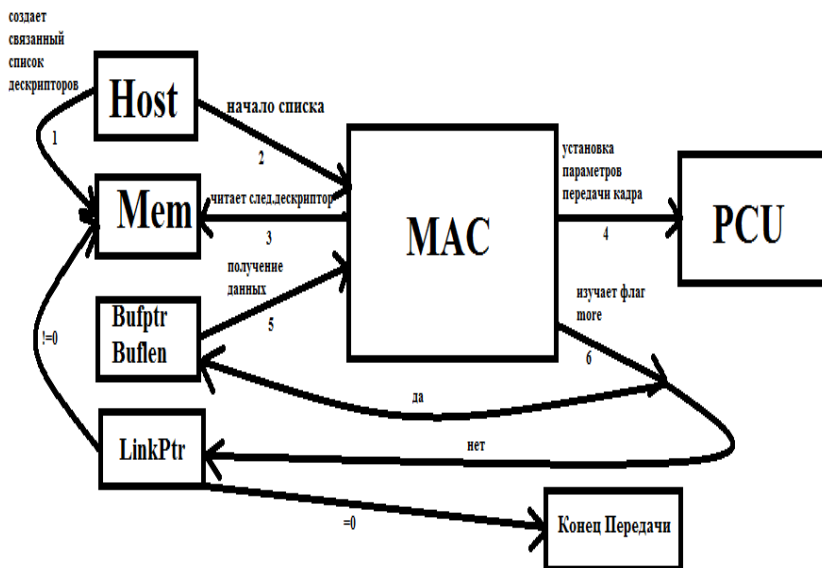 создает
связанный
список
дескрипторов
Host
1
начало списка
2
Mem
читает след.дескриптор
3
MAC
установка
параметров
передачи кадра
4
PCU
получение
данных
5
Bufptr
Buflen
изучает флаг
more
6
!=0
да
LinkPtr
нет
=0
Конец Передачи